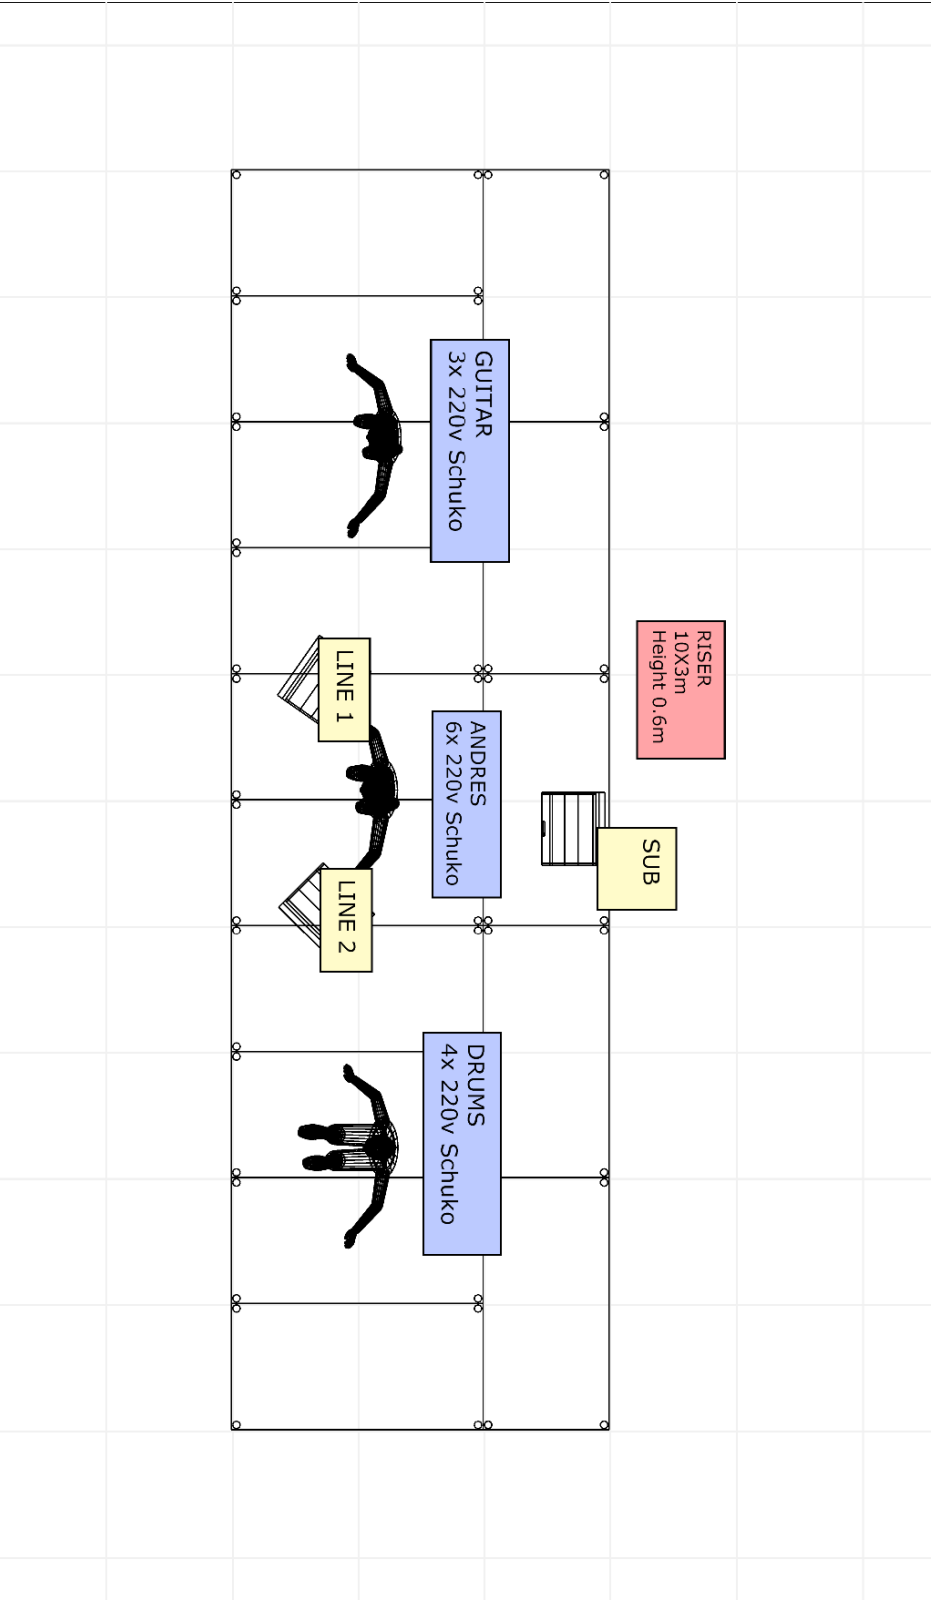 RISER
10X3m
Height 0.6m
SUB
GUITAR
3x 220v Schuko
ANDRES
6x 220v Schuko
DRUMS
4x 220v Schuko
LINE 1
LINE 2